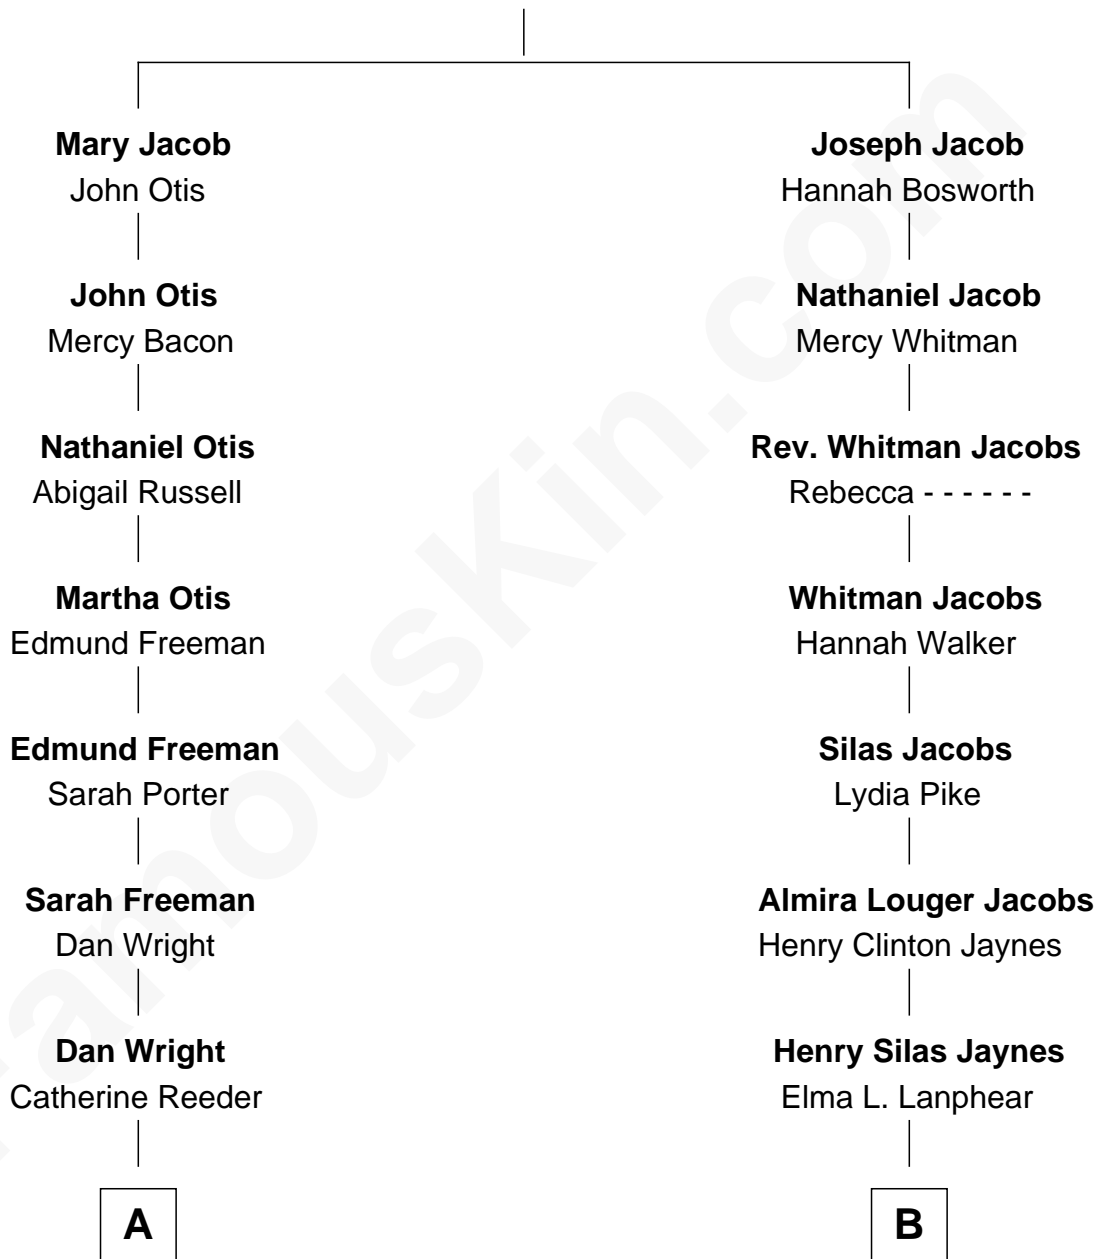 Mary Jacob
John Otis
Joseph Jacob
Hannah Bosworth
John Otis
Mercy Bacon
Nathaniel Jacob
Mercy Whitman
Nathaniel Otis
Abigail Russell
Rev. Whitman Jacobs
Rebecca - - - - - -
Martha Otis
Edmund Freeman
Whitman Jacobs
Hannah Walker
Edmund Freeman
Sarah Porter
Silas Jacobs
Lydia Pike
Sarah Freeman
Dan Wright
Almira Louger Jacobs
Henry Clinton Jaynes
Dan Wright
Catherine Reeder
Henry Silas Jaynes
Elma L. Lanphear
A
B
FamousKin.com